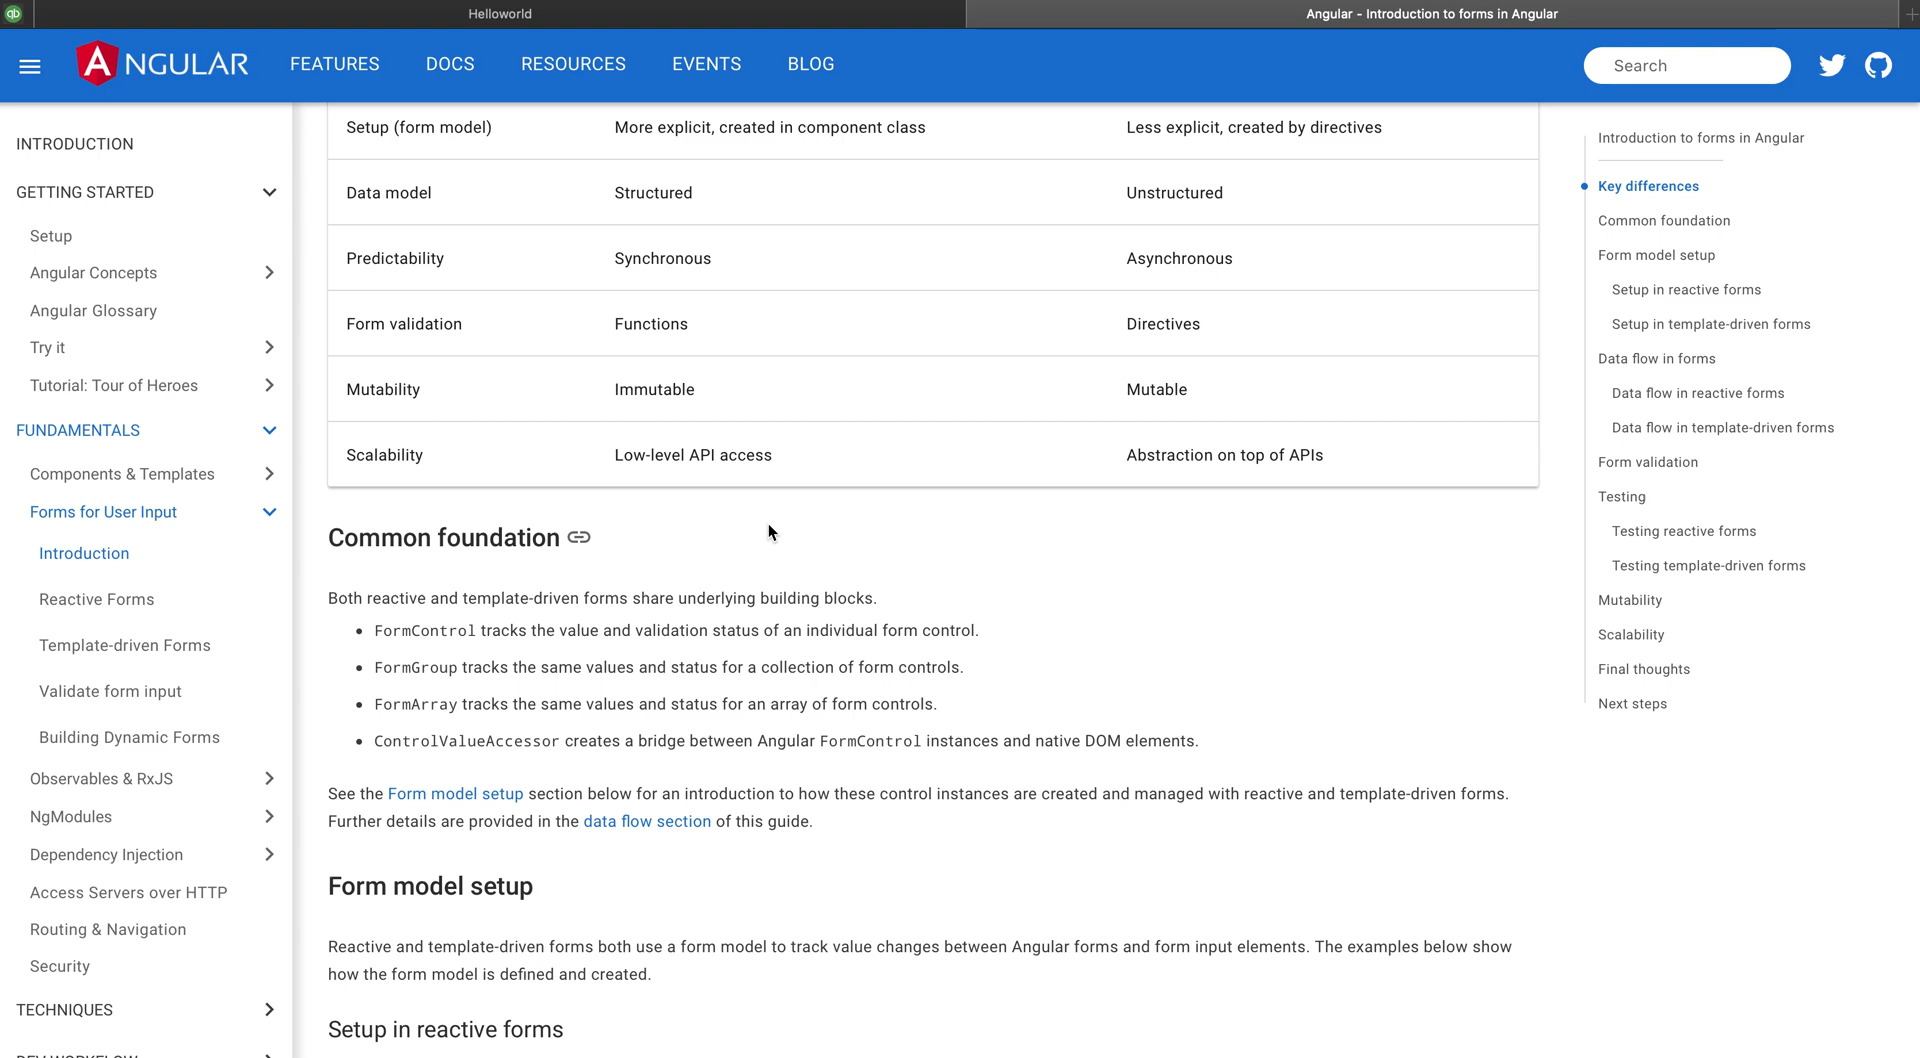 qb
Helloworld
Angular - Introduction to forms in Angular
A NGULAR
FEATURES
DOCS
RESOURCES
EVENTS
BLOG
Search
INTRODUCTION
GETTING STARTED
Setup
Angular Concepts
Angular Glossary
Try it
Tutorial: Tour of Heroes
FUNDAMENTALS
Components & Templates
Forms for User Input
Introduction
Reactive Forms
Template-driven Forms
Validate form input
Building Dynamic Forms
Observables & RxJS
NgModules
Dependency Injection
Access Servers over HTTP
Routing & Navigation
Security
TECHNIQUES
DEV WORKFLOW
Setup (form model) More explicit, created in component class Less explicit, created by directives
Data model Structured Unstructured
Predictability Synchronous Asynchronous
Form validation Functions Directives
Mutability Immutable Mutable
Scalability Low-level API access Abstraction on top of APIs
Common foundation
Both reactive and template-driven forms share underlying building blocks.
• FormControl tracks the value and validation status of an individual form control.
• FormGroup tracks the same values and status for a collection of form controls.
• FormArray tracks the same values and status for an array of form controls.
• ControlValueAccessor creates a bridge between Angular FormControl instances and native DOM elements.
See the Form model setup section below for an introduction to how these control instances are created and managed with reactive and template-driven forms.
Further details are provided in the data flow section of this guide.
Form model setup
Reactive and template-driven forms both use a form model to track value changes between Angular forms and form input elements. The examples below show
how the form model is defined and created.
Setup in reactive forms
Introduction to forms in Angular
Key differences
Common foundation
Form model setup
Setup in reactive forms
Setup in template-driven forms
Data flow in forms
Data flow in reactive forms
Data flow in template-driven forms
Form validation
Testing
Testing reactive forms
Testing template-driven forms
Mutability
Scalability
Final thoughts
Next steps